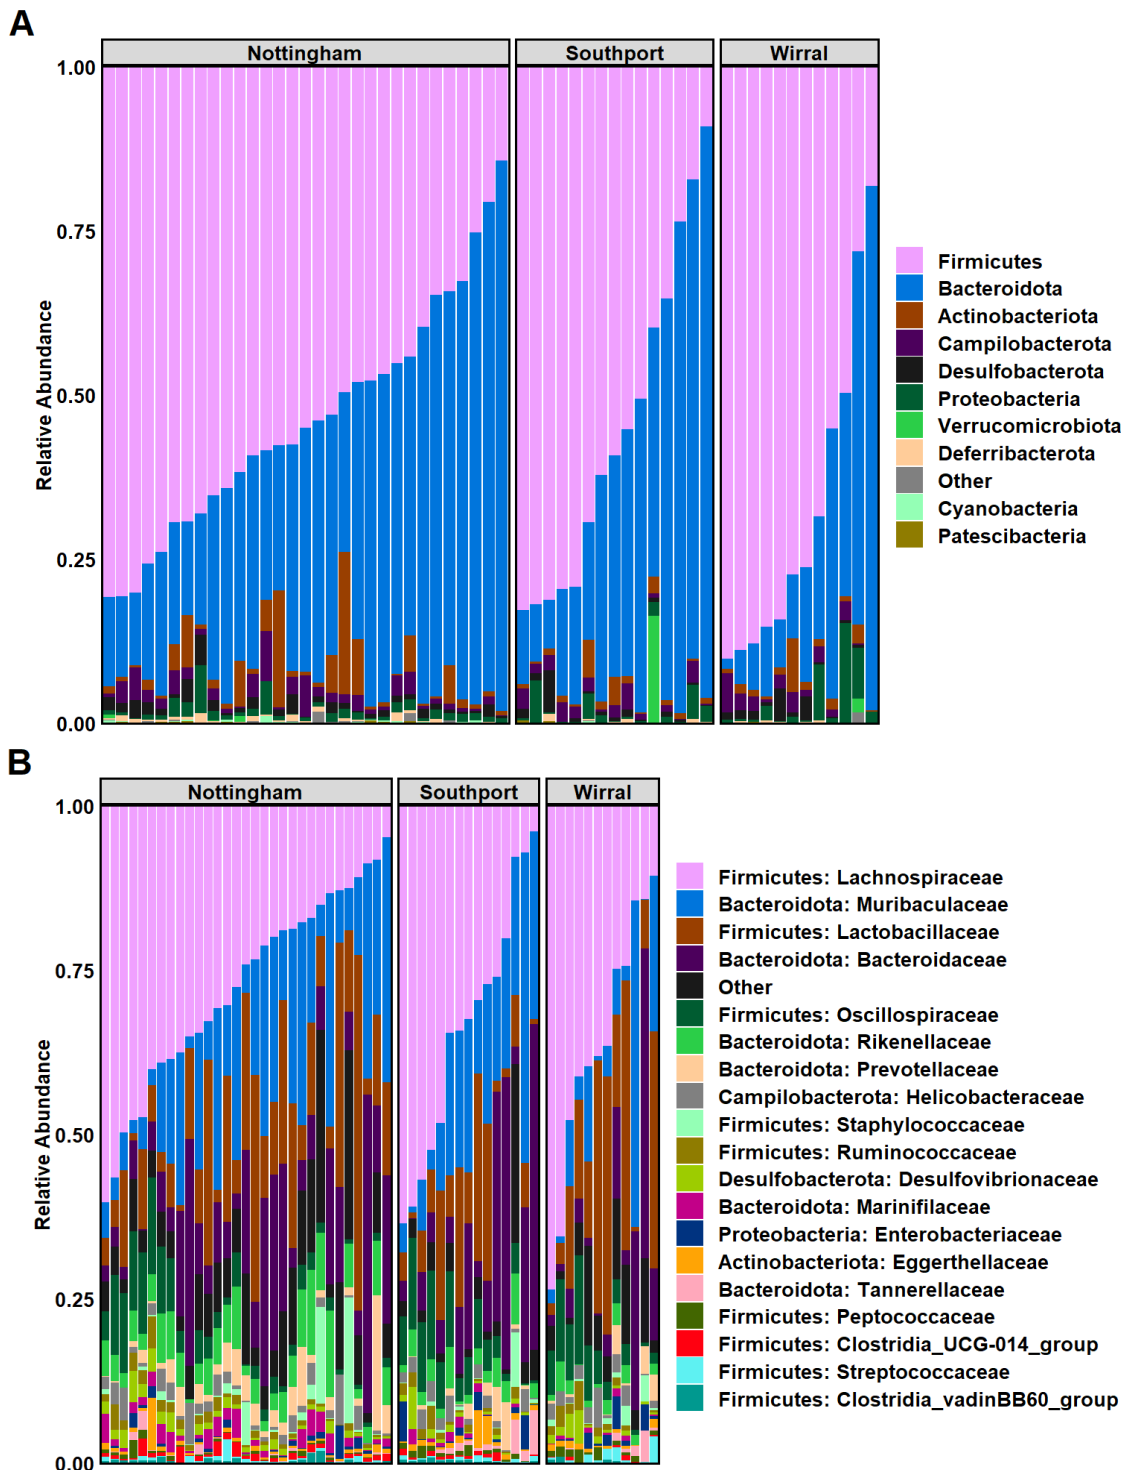 A
Nottingham Southport Wirral
1.00
0.75
0.50
0.25
0.00
Relative Abundance
Firmicutes
Bacteroidota
Actinobacteriota
Campilobacterota
Desulfobacterota
Proteobacteria
Verrucomicrobiota
Deferribacterota
Other
Cyanobacteria
Patescibacteria
B
Nottingham Southport Wirral
1.00
0.75
0.50
0.25
0.00
Relative Abundance
Firmicutes: Lachnospiraceae
Bacteroidota: Muribaculaceae
Firmicutes: Lactobacillaceae
Bacteroidota: Bacteroidaceae
Other
Firmicutes: Oscillospiraceae
Bacteroidota: Rikenellaceae
Bacteroidota: Prevotellaceae
Campilobacterota: Helicobacteraceae
Firmicutes: Staphylococcaceae
Firmicutes: Ruminococcaceae
Desulfobacterota: Desulfovibrionaceae
Bacteroidota: Marinifilaceae
Proteobacteria: Enterobacteriaceae
Actinobacteriota: Eggerthellaceae
Bacteroidota: Tannerellaceae
Firmicutes: Peptococcaceae
Firmicutes: Clostridia_UCG-014_group
Firmicutes: Streptococcaceae
Firmicutes: Clostridia_vadinBB60_group